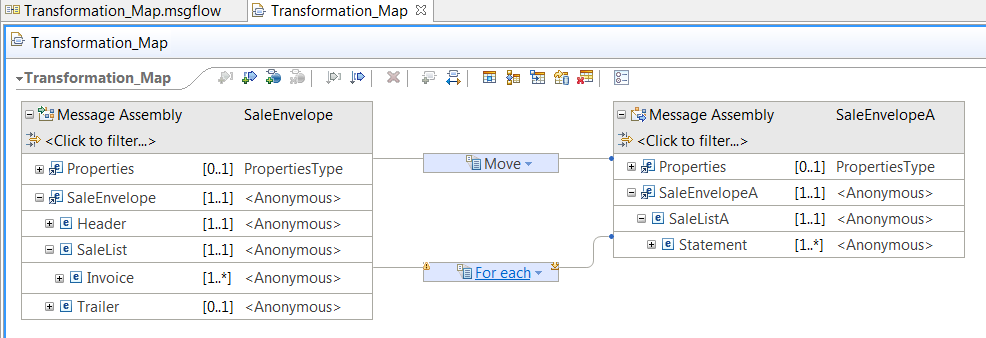 Transformation_Map.msgflow Transformation_Map
Transformation_Map
Transformation_Map
Message Assembly SaleEnvelope
<Click to filter...>
Properties [0..1] PropertiesType
SaleEnvelope [1..1] <Anonymous>
Header [1..1] <Anonymous>
SaleList [1..1] <Anonymous>
Invoice [1..*] <Anonymous>
Trailer [0..1] <Anonymous>
Move
For each
Message Assembly SaleEnvelopeA
<Click to filter...>
Properties [0..1] PropertiesType
SaleEnvelopeA [1..1] <Anonymous>
SaleListA [1..1] <Anonymous>
Statement [1..*] <Anonymous>